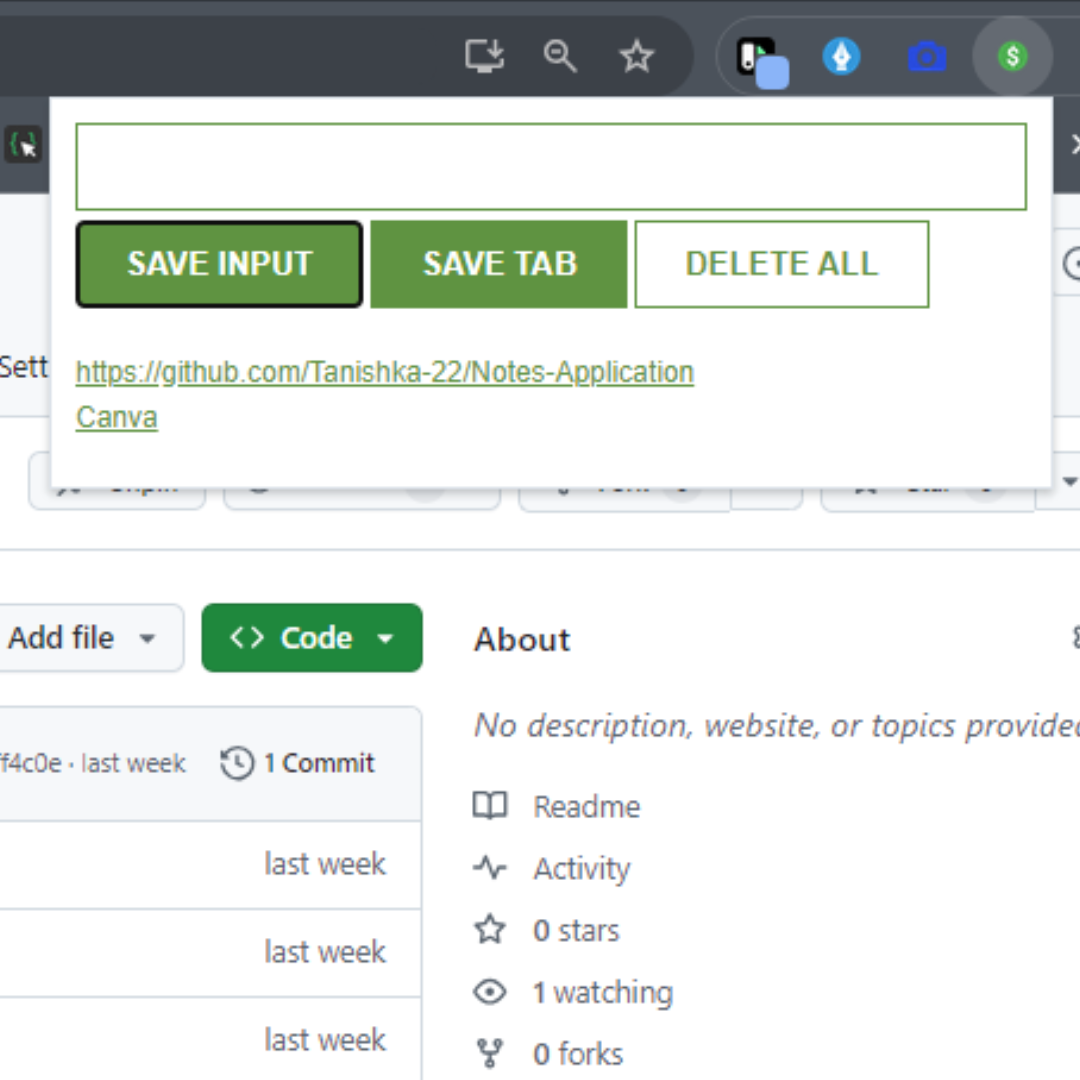 $
SAVE INPUT SAVE TAB DELETE ALL
Sett
https://github.com/Tanishka-22/Notes-Application
Canva
Add file <> Code
About
No description, website, or topics provided
ff4c0e · last week 1 Commit
Readme
last week
Activity
0 stars
last week
1 watching
last week
0 forks